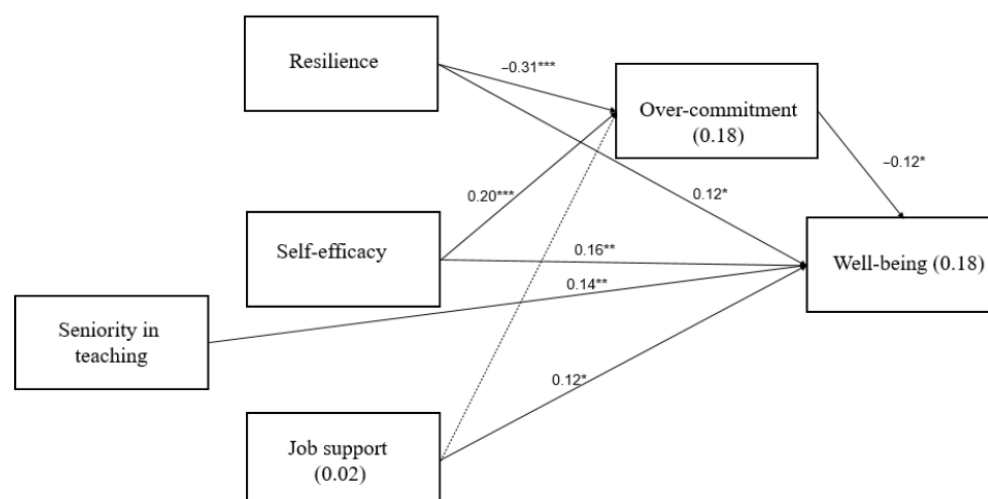 Resilience
−0.31***
Over-commitment
(0.18)
−0.12*
0.20***
0.12*
Self-efficacy
0.16**
Well-being (0.18)
0.14**
Seniority in
teaching
0.12*
Job support
(0.02)